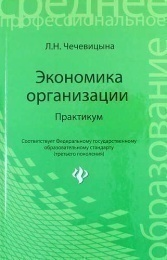 среднее
профессиональное
образование
Л.Н. Чечевицына
Экономика
организации
Практикум
Соответствует Федеральному государственному
образовательному стандарту
(третьего поколения)